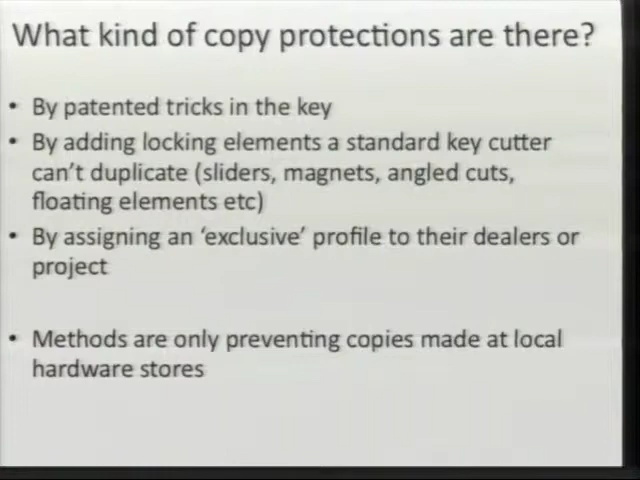 What kind of copy protections are there?
• By patented tricks in the key
• By adding locking elements a standard key cutter
can't duplicate (sliders, magnets, angled cuts,
floating elements etc)
• By assigning an ‘exclusive’ profile to their dealers or
project
• Methods are only preventing copies made at local
hardware stores